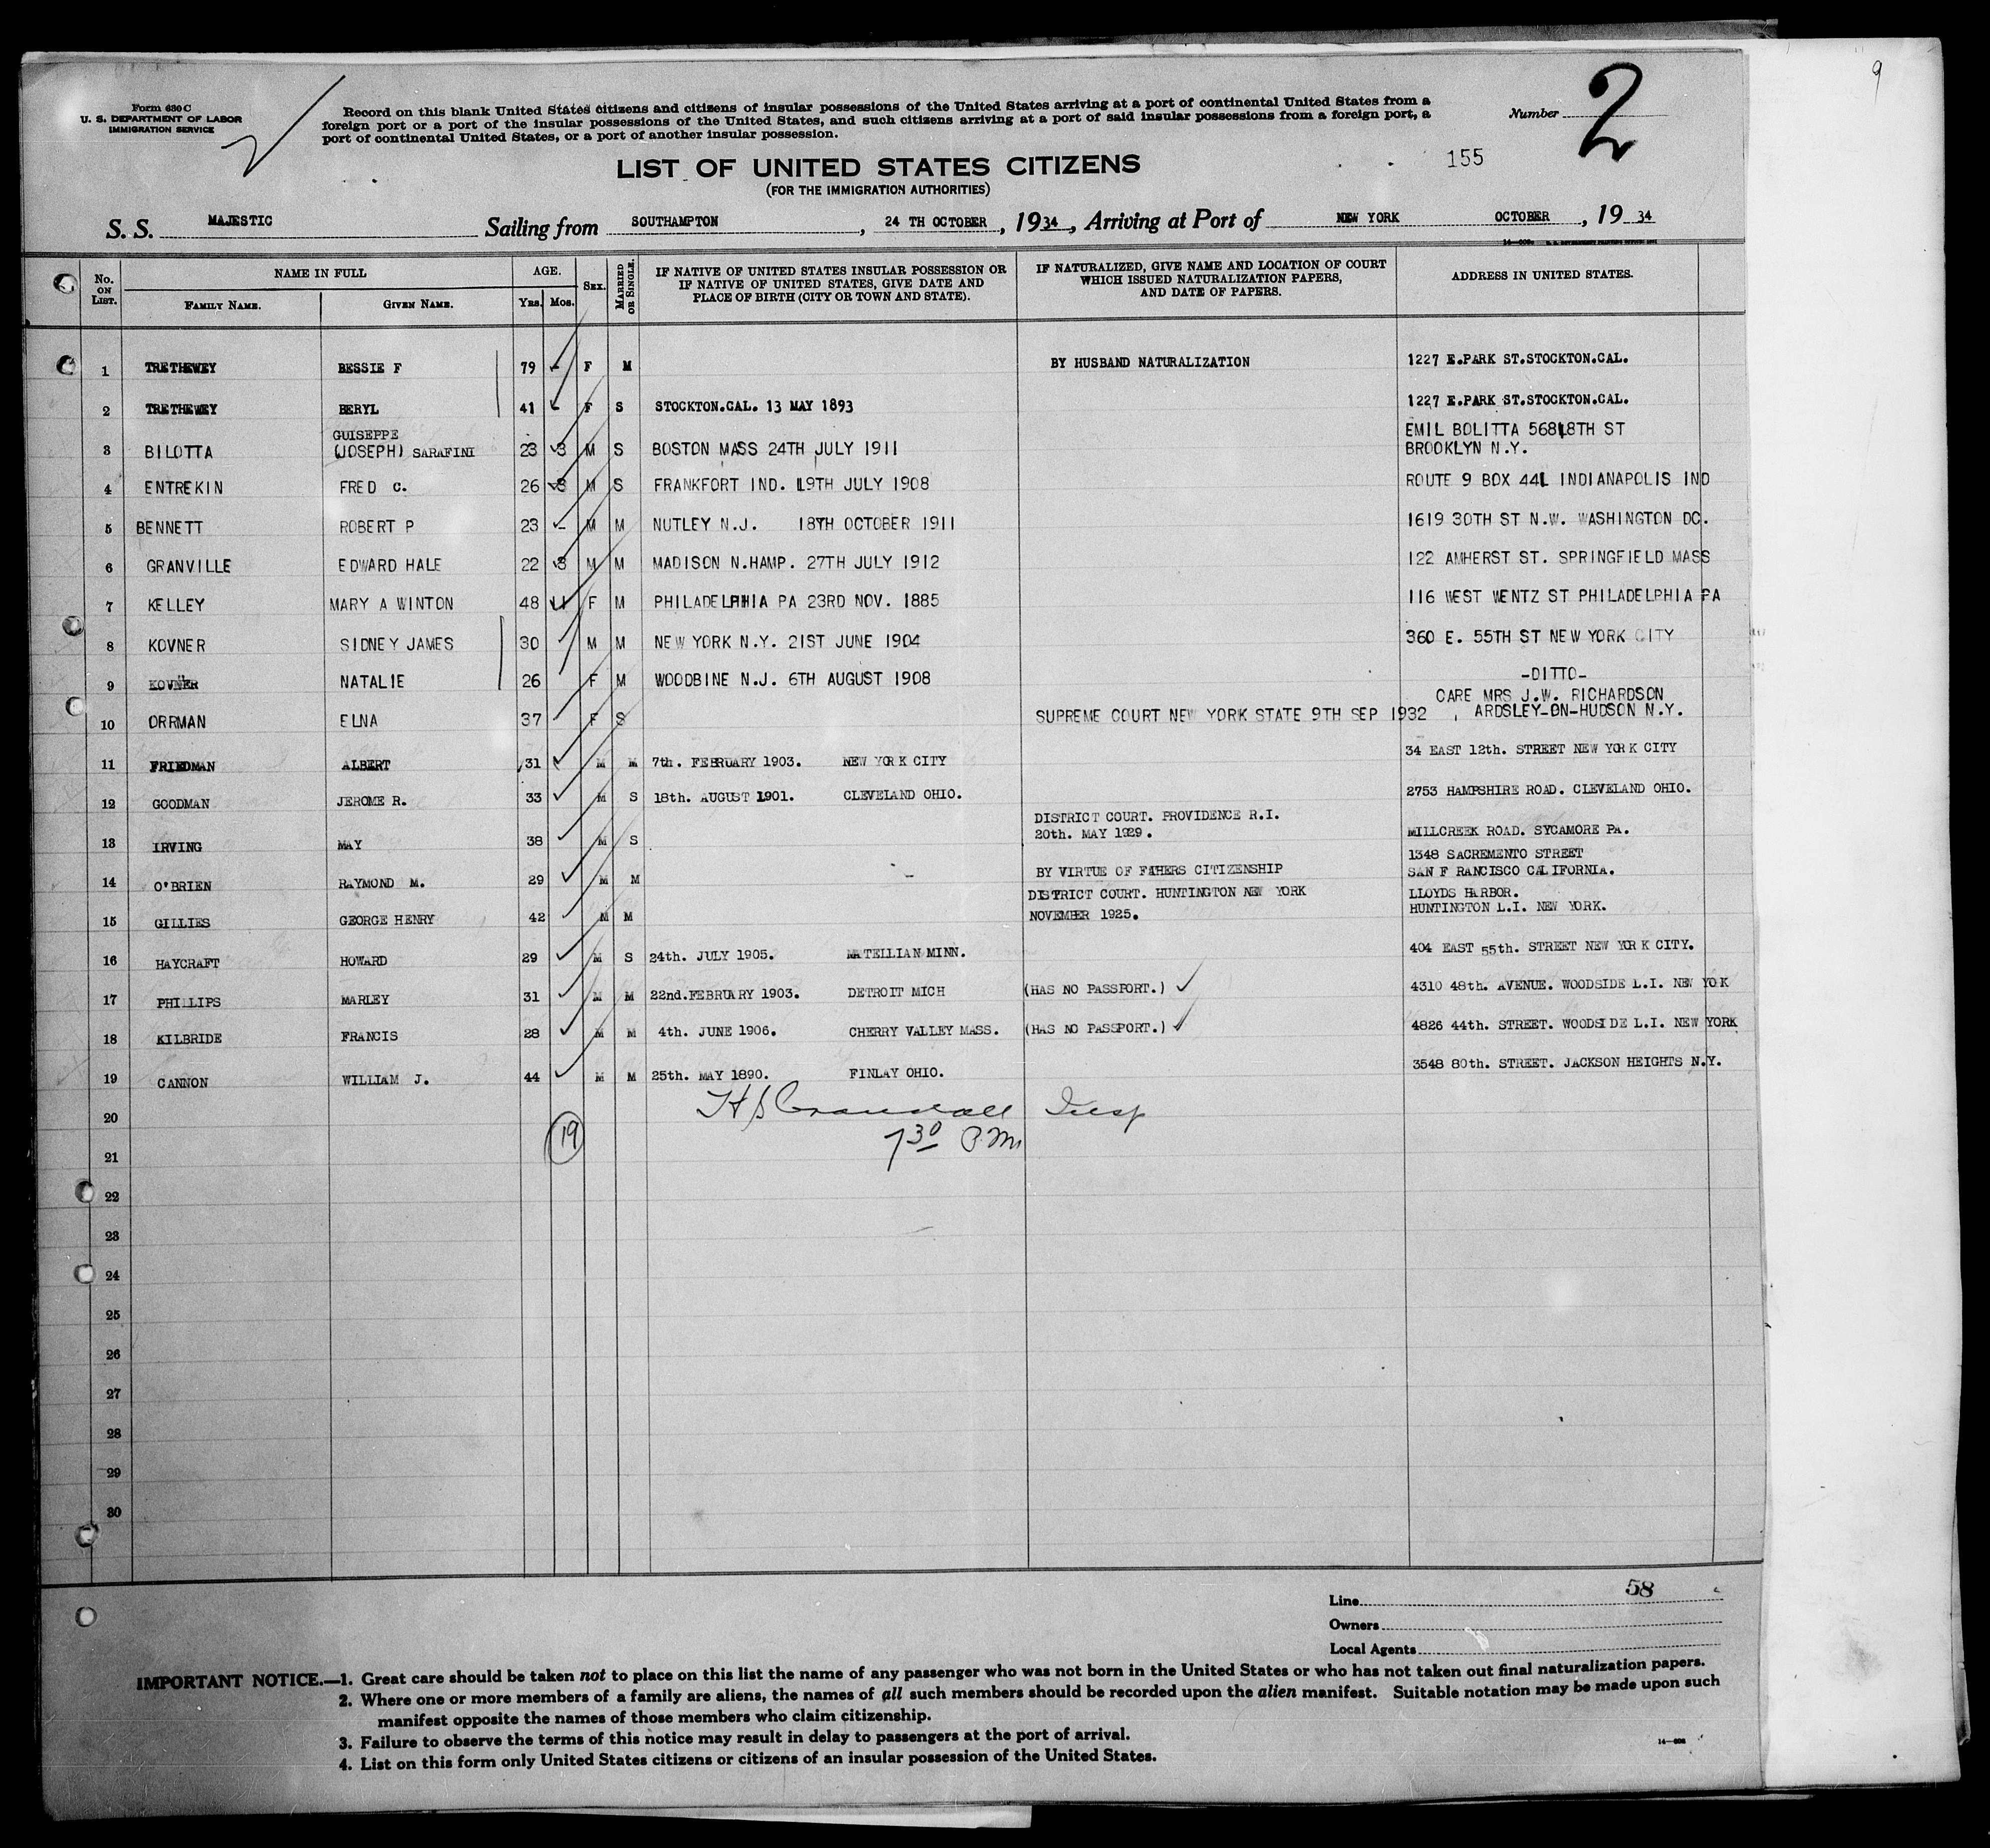 9
Form 630 C
U. S. DEPARTMENT OF LABOR
IMMIGRATION SERVICE
Record on this blank United States citizens and citizens of insular possessions of the United States arriving at a port of continental United States from a
foreign port or a port of the insular possessions of the United States, and such citizens arriving at a port of said insular possessions from a foreign port, a
port of continental United States, or a port of another insular possession.
Number 2
155
LIST OF UNITED STATES CITIZENS
(FOR THE IMMIGRATION AUTHORITIES)
S. S. MAJESTIC Sailing from SOUTHAMPTON , 24 TH OCTOBER , 1934, Arriving at Port of NEW YORK OCTOBER , 19 34
No. ON LIST. NAME IN FULL FAMILY NAME. GIVEN NAME. AGE. YRS. MOS. SEX. MARRIED OR SINGLE. IF NATIVE OF UNITED STATES INSULAR POSSESSION OR IF NATIVE OF UNITED STATES, GIVE DATE AND PLACE OF BIRTH (CITY OR TOWN AND STATE). IF NATURALIZED, GIVE NAME AND LOCATION OF COURT WHICH ISSUED NATURALIZATION PAPERS, AND DATE OF PAPERS. ADDRESS IN UNITED STATES.
1 TRETHEWEY BESSIE F 79 - F M BY HUSBAND NATURALIZATION 1227 E.PARK ST.STOCKTON.CAL.
2 TRETHEWEY BERYL 41 - F S STOCKTON.CAL. 13 MAY 1893 1227 E.PARK ST.STOCKTON.CAL.
3 BILOTTA GUISEPPE (JOSEPH) SARAFINI 23 3 M S BOSTON MASS 24TH JULY 1911 EMIL BOLITTA 56818TH ST BROOKLYN N.Y.
4 ENTREKIN FRED C. 26 3 M S FRANKFORT IND. 19TH JULY 1908 ROUTE 9 BOX 441 INDIANAPOLIS IND
5 BENNETT ROBERT P 23 - M M NUTLEY N.J. 18TH OCTOBER 1911 1619 30TH ST N.W. WASHINGTON DC.
6 GRANVILLE EDWARD HALE 22 3 M M MADISON N.HAMP. 27TH JULY 1912 122 AMHERST ST. SPRINGFIELD MASS
7 KELLEY MARY A WINTON 48 11 F M PHILADELPHIA PA 23RD NOV. 1885 116 WEST WENTZ ST PHILADELPHIA PA
8 KOVNER SIDNEY JAMES 30 M M NEW YORK N.Y. 21ST JUNE 1904 360 E. 55TH ST NEW YORK CITY
9 KOVNER NATALIE 26 F M WOODBINE N.J. 6TH AUGUST 1908 -DITTO-
10 ORRMAN ELNA 37 F S SUPREME COURT NEW YORK STATE 9TH SEP 1932 CARE MRS J.W. RICHARDSON, ARDSLEY-ON-HUDSON N.Y.
11 FRIEDMAN ALBERT 31 M M 7th. FEBRUARY 1903. NEW YORK CITY 34 EAST 12th. STREET NEW YORK CITY
12 GOODMAN JEROME R. 33 M S 18th. AUGUST 1901. CLEVELAND OHIO. 2753 HAMPSHIRE ROAD. CLEVELAND OHIO.
13 IRVING MAY 38 M S DISTRICT COURT. PROVIDENCE R.I. 20th. MAY 1929. MILLCREEK ROAD. SYCAMORE PA.
14 O'BRIEN RAYMOND M. 29 M M BY VIRTUE OF FAHERS CITIZENSHIP 1348 SACREMENTO STREET SAN FRANCISCO CALIFORNIA.
15 GILLIES GEORGE HENRY 42 M M DISTRICT COURT. HUNTINGTON NEW YORK NOVEMBER 1925. LLOYDS HARBOR. HUNTINGTON L.I. NEW YORK.
16 HAYCRAFT HOWARD 29 M S 24th. JULY 1905. MATELLIAN MINN. 404 EAST 55th. STREET NEW YORK CITY.
17 PHILLIPS MARLEY 31 M M 22nd.FEBRUARY 1903. DETROIT MICH (HAS NO PASSPORT.) 4310 48th. AVENUE. WOODSIDE L.I. NEW YO K
18 KILBRIDE FRANCIS 28 M M 4th. JUNE 1906. CHERRY VALLEY MASS. (HAS NO PASSPORT.) 4826 44th. STREET. WOODSIDE L.I. NEW YORK
19 CANNON WILLIAM J. 44 M M 25th. MAY 1890. FINLAY OHIO. 3548 80th. STREET. JACKSON HEIGHTS N.Y.
20 H S Crandall Insp
21 19 7 30 P.M
22
23
24
25
26
27
28
29
30
Line 58
Owners
Local Agents
IMPORTANT NOTICE.—1. Great care should be taken not to place on this list the name of any passenger who was not born in the United States or who has not taken out final naturalization papers.
2. Where one or more members of a family are aliens, the names of all such members should be recorded upon the alien manifest. Suitable notation may be made upon such
manifest opposite the names of those members who claim citizenship.
3. Failure to observe the terms of this notice may result in delay to passengers at the port of arrival.
4. List on this form only United States citizens or citizens of an insular possession of the United States.